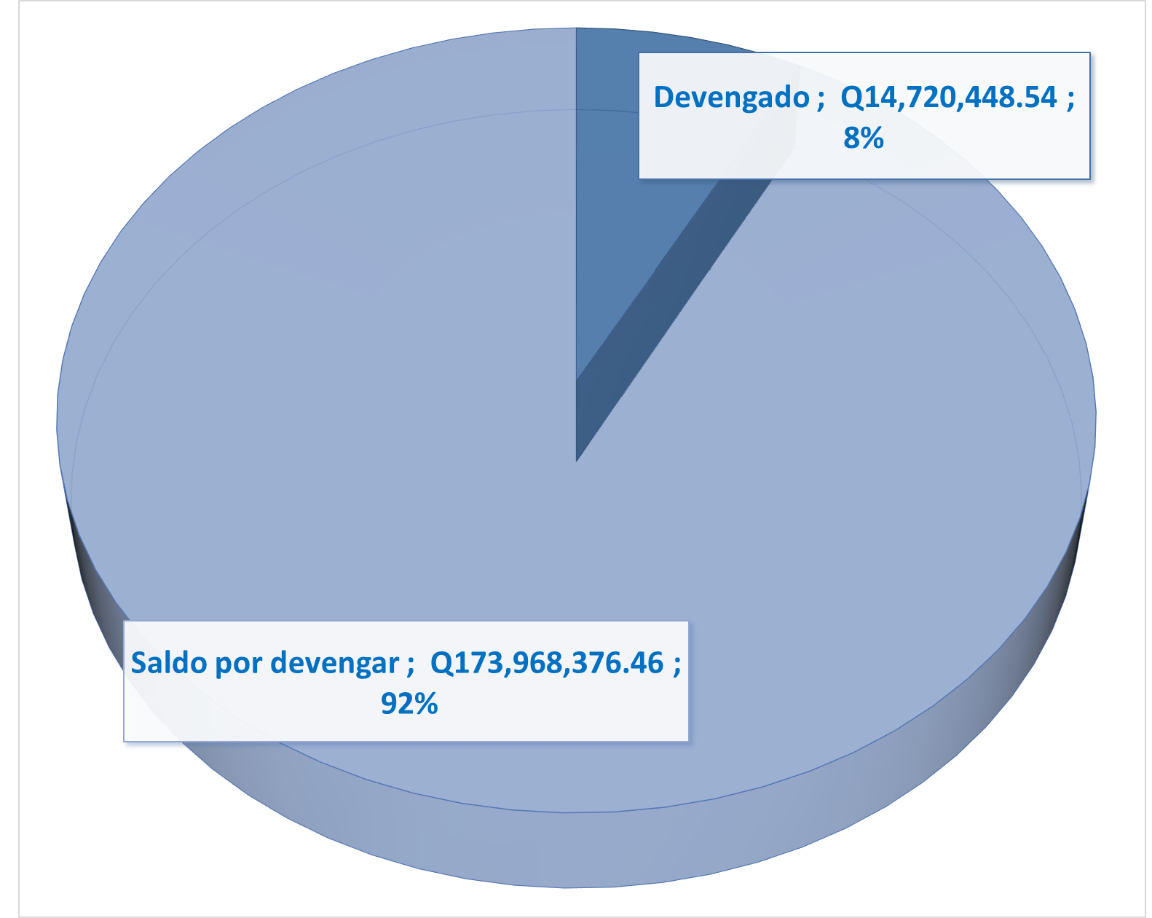 Devengado ; Q14,720,448.54 ;
8%
Saldo por devengar ; Q173,968,376.46 ;
92%